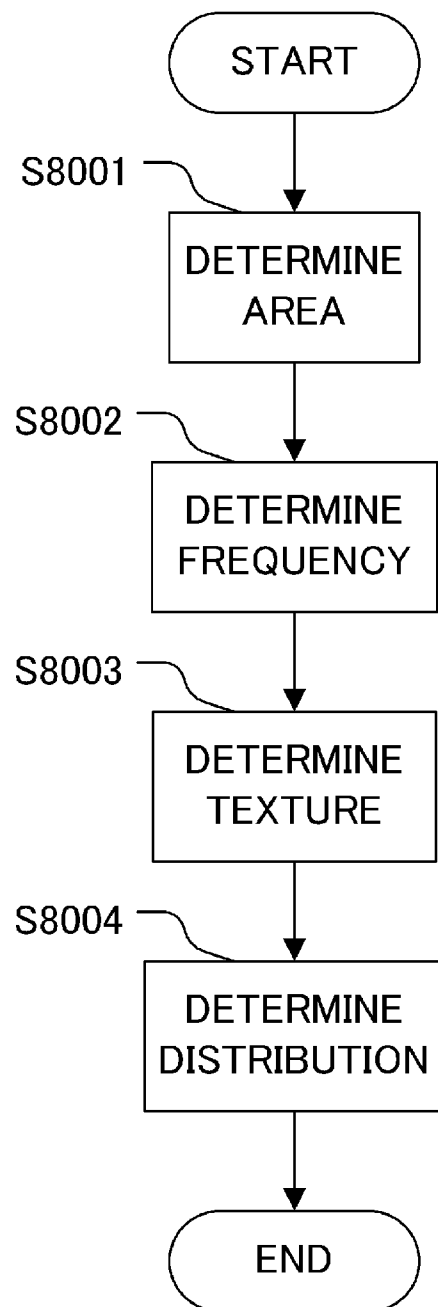 START
S8001
DETERMINE
AREA
S8002
DETERMINE
FREQUENCY
S8003
DETERMINE
TEXTURE
S8004
DETERMINE
DISTRIBUTION
END